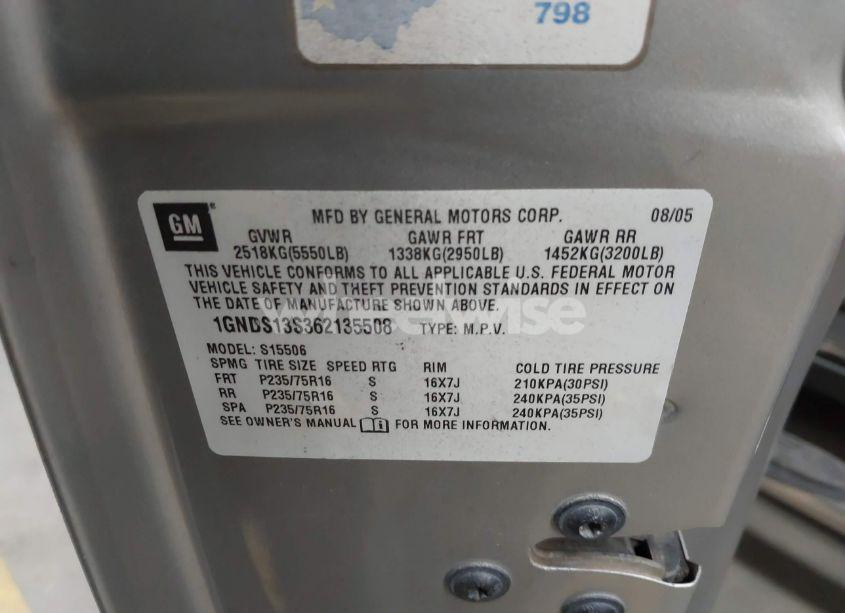 798
GM
MFD BY GENERAL MOTORS CORP. 08/05
GVWR GAWR FRT GAWR RR
2518KG(5550LB) 1338KG(2950LB) 1452KG(3200LB)
THIS VEHICLE CONFORMS TO ALL APPLICABLE U.S. FEDERAL MOTOR
VEHICLE SAFETY AND THEFT PREVENTION STANDARDS IN EFFECT ON
THE DATE OF MANUFACTURE SHOWN ABOVE.
1GNDS13S362135508 TYPE: M.P.V.
MODEL: S15506
SPMG TIRE SIZE SPEED RTG RIM COLD TIRE PRESSURE
FRT P235/75R16 S 16X7J 210KPA(30PSI)
RR P235/75R16 S 16X7J 240KPA(35PSI)
SPA P235/75R16 S 16X7J 240KPA(35PSI)
SEE OWNER'S MANUAL FOR MORE INFORMATION.